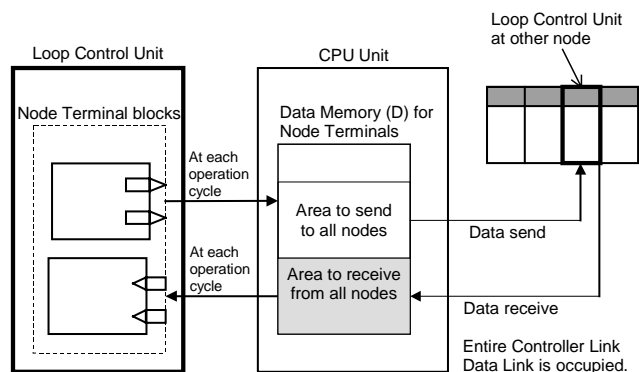 Loop Control Unit
at other node
Loop Control Unit
CPU Unit
Node Terminal blocks
Data Memory (D) for
Node Terminals
At each
operation
cycle
Area to send
to all nodes
Data send
At each
operation
cycle
Area to receive
from all nodes
Data receive
Entire Controller Link
Data Link is occupied.